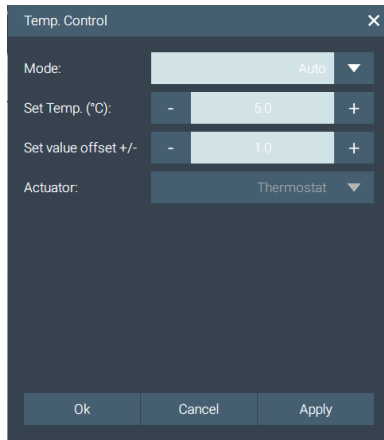 Temp. Control ×
Mode: Auto
Set Temp. (°C): - 5.0 +
Set value offset +/- - 1.0 +
Actuator: Thermostat
Ok Cancel Apply